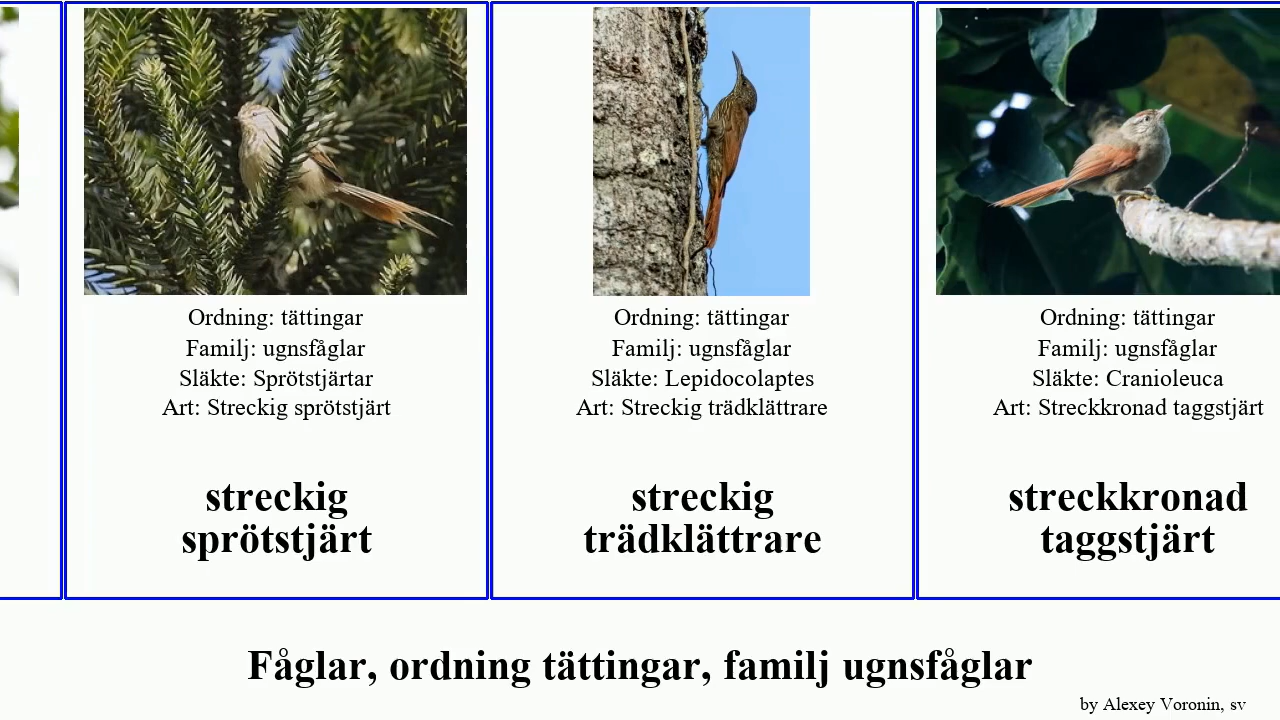 Ordning: tättingar
Familj: ugnsfåglar
Släkte: Sprötstjärtar
Art: Streckig sprötstjärt
streckig
sprötstjärt
Ordning: tättingar
Familj: ugnsfåglar
Släkte: Lepidocolaptes
Art: Streckig trädklättrare
streckig
trädklättrare
Ordning: tättingar
Familj: ugnsfåglar
Släkte: Cranioleuca
Art: Streckkronad taggstjärt
streckkronad
taggstjärt
Fåglar, ordning tättingar, familj ugnsfåglar
by Alexey Voronin, sv